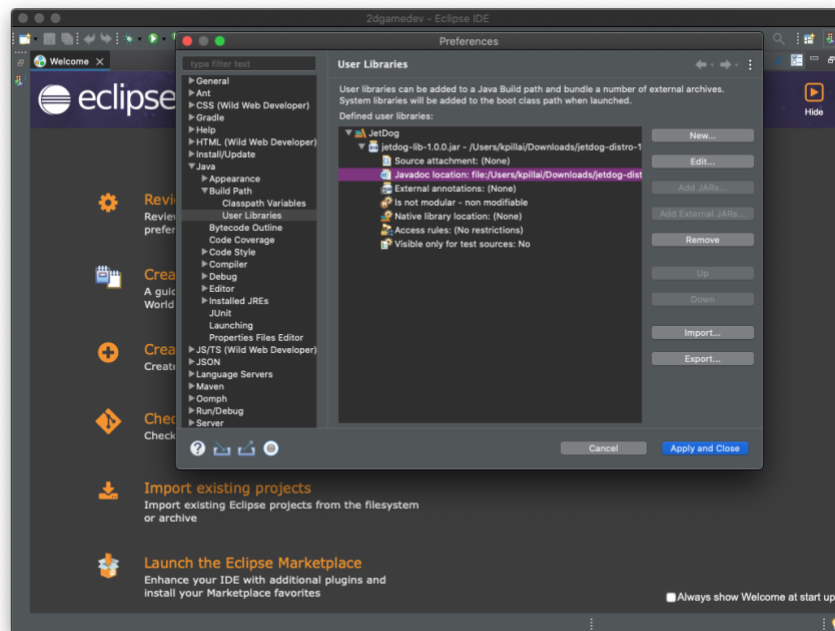 2dgamedev - Eclipse IDE
Preferences
Welcome
type filter text
General
Ant
CSS (Wild Web Developer)
Gradle
Help
HTML (Wild Web Developer)
Install/Update
Java
Appearance
Build Path
Classpath Variables
User Libraries
Bytecode Outline
Code Coverage
Code Style
Compiler
Debug
Editor
Installed JREs
JUnit
Launching
Properties Files Editor
JS/TS (Wild Web Developer)
JSON
Language Servers
Maven
Oomph
Run/Debug
Server
User Libraries
User libraries can be added to a Java Build path and bundle a number of external archives.
System libraries will be added to the boot class path when launched.
Defined user libraries:
JetDog
jetdog-lib-1.0.0.jar - /Users/kpillai/Downloads/jetdog-distro-1
Source attachment: (None)
Javadoc location: file:/Users/kpillai/Downloads/jetdog-dist
External annotations: (None)
Is not modular - non modifiable
Native library location: (None)
Access rules: (No restrictions)
Visible only for test sources: No
New...
Edit...
Add JARs...
Add External JARs...
Remove
Up
Down
Import...
Export...
Cancel
Apply and Close
eclipse
Hide
Revie
Review
prefer
Crea
A guid
World
Crea
Create
Chec
Check
Import existing projects
Import existing Eclipse projects from the filesystem
or archive
Launch the Eclipse Marketplace
Enhance your IDE with additional plugins and
install your Marketplace favorites
Always show Welcome at start up